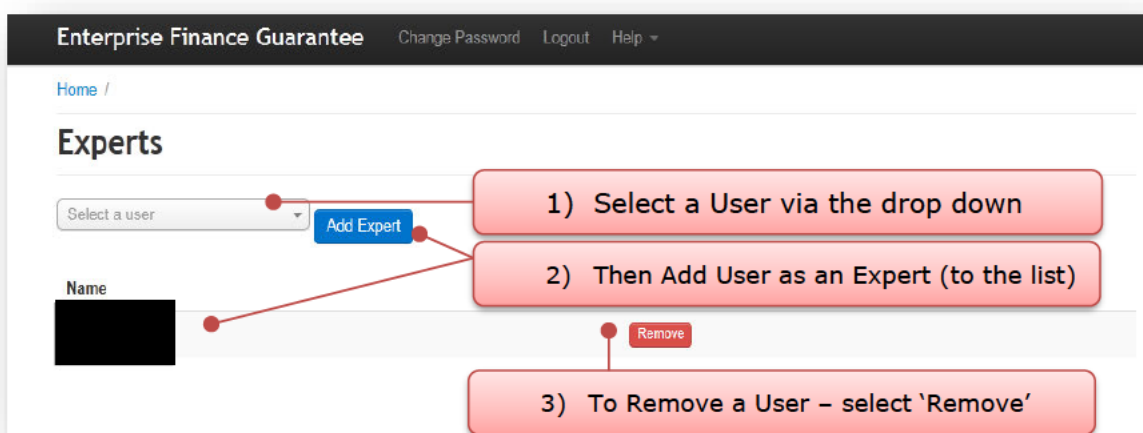 Enterprise Finance Guarantee Change Password Logout Help
Home /
Experts
Select a user
Add Expert
1) Select a User via the drop down
2) Then Add User as an Expert (to the list)
Name
Remove
3) To Remove a User – select ‘Remove’